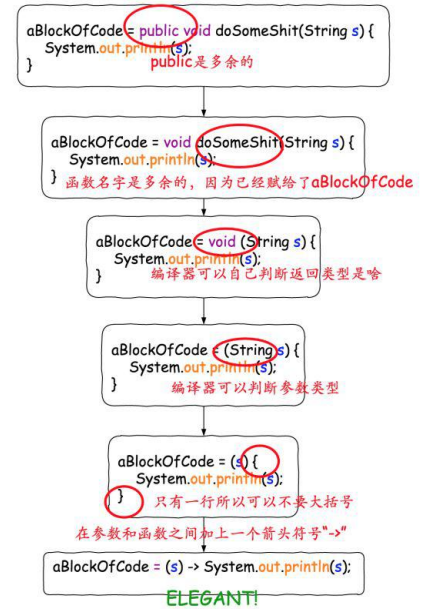 aBlockOfCode = public void doSomeShit(String s) {
System.out.println(s);
}
public是多余的
aBlockOfCode = void doSomeShit(String s) {
System.out.println(s);
}
函数名字是多余的，因为已经赋给了aBlockOfCode
aBlockOfCode = void (String s) {
System.out.println(s);
}
编译器可以自己判断返回类型是啥
aBlockOfCode = (String s) {
System.out.println(s);
}
编译器可以判断参数类型
aBlockOfCode = (s) {
System.out.println(s);
}
只有一行所以可以不要大括号
在参数和函数之间加上一个箭头符号“->”
aBlockOfCode = (s) -> System.out.println(s);
ELEGANT!